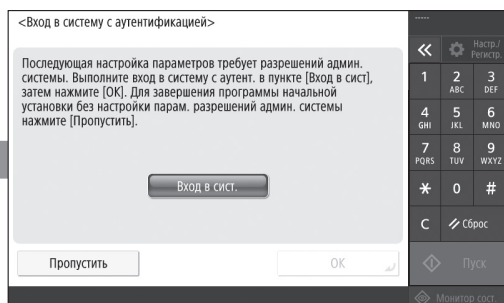 <Вход в систему с аутентификацией>
Последующая настройка параметров требует разрешений админ.
системы. Выполните вход в систему с аутент. в пункте [Вход в сист],
затем нажмите [OK]. Для завершения программы начальной
установки без настройки парам. разрешений админ. системы
нажмите [Пропустить].
Вход в сист.
Пропустить
OK
-----
Настр./
Регистр.
1 2 3
ABC DEF
4 5 6
GHI JKL MNO
7 8 9
PQRS TUV WXYZ
* 0 #
C Сброс
Пуск
Монитор сост.